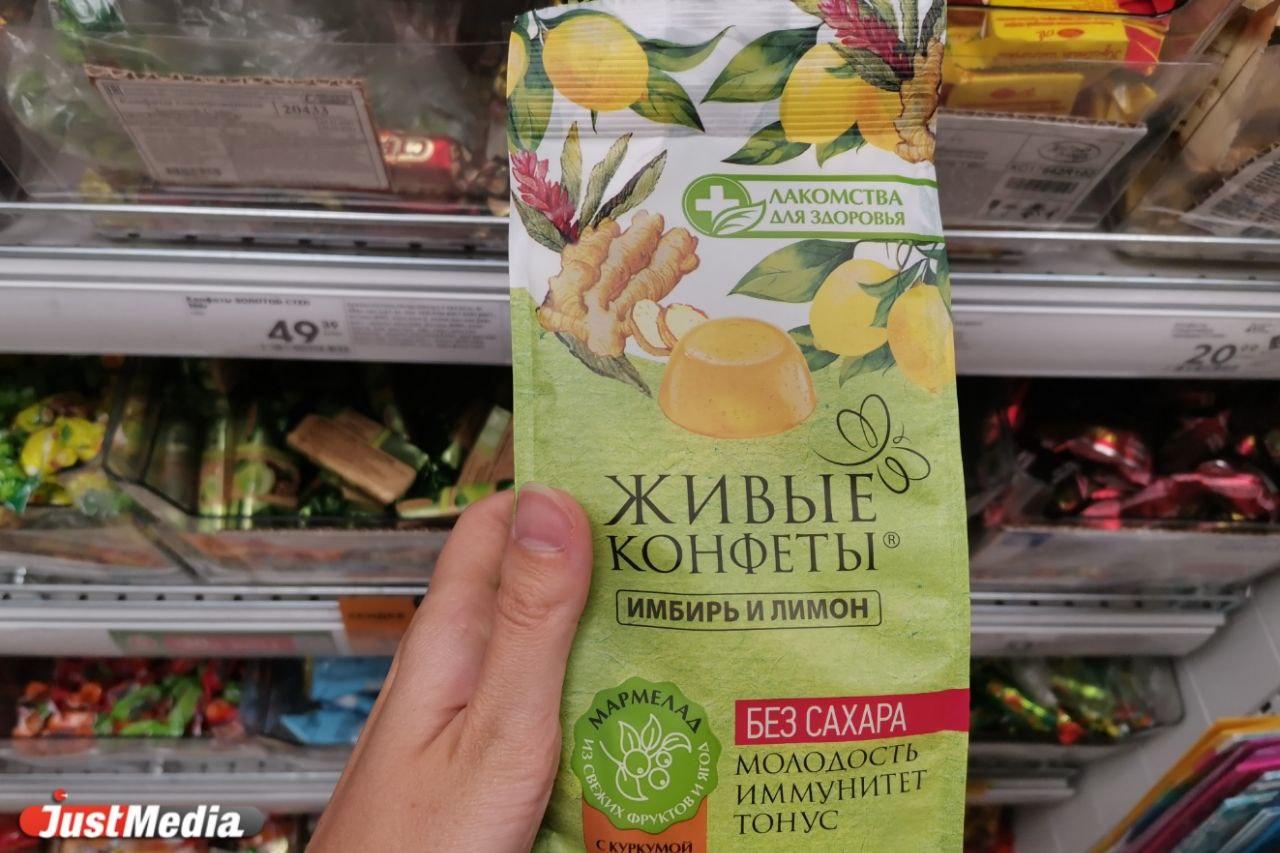 20433
ЛАКОМСТВА
ДЛЯ ЗДОРОВЬЯ
49
20
ЖИВЫЕ
КОНФЕТЫ®
ИМБИРЬ И ЛИМОН
МАРМЕЛАД
ИЗ СВЕЖИХ ФРУКТОВ И ЯГОД
С КУРКУМОЙ
БЕЗ САХАРА
МОЛОДОСТЬ
ИММУНИТЕТ
ТОНУС
JustMedia